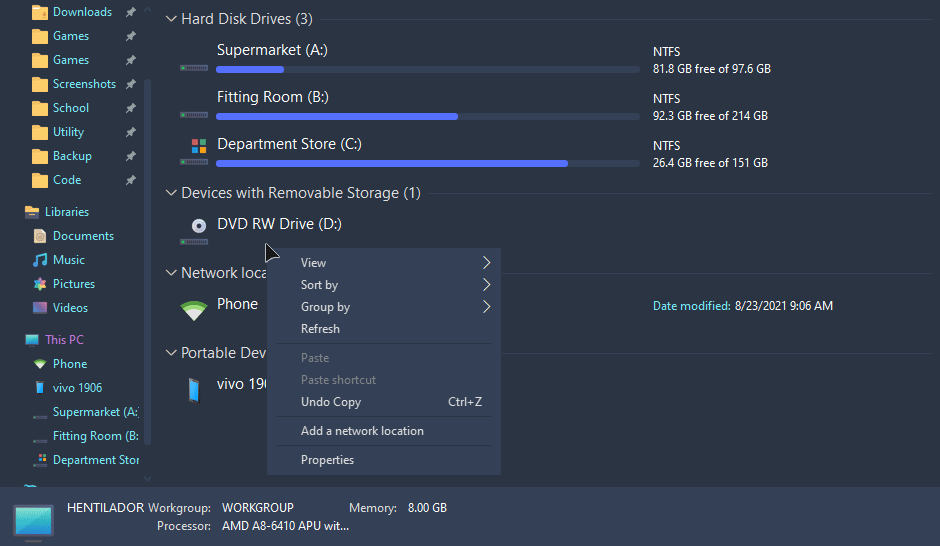 Downloads
Games
Games
Screenshots
School
Utility
Backup
Code
Libraries
Documents
Music
Pictures
Videos
This PC
Phone
vivo 1906
Supermarket (A:
Fitting Room (B:
Department Stor
Hard Disk Drives (3)
Supermarket (A:)
NTFS
81.8 GB free of 97.6 GB
Fitting Room (B:)
NTFS
92.3 GB free of 214 GB
Department Store (C:)
NTFS
26.4 GB free of 151 GB
Devices with Removable Storage (1)
DVD RW Drive (D:)
Network loca
Phone
Date modified: 8/23/2021 9:06 AM
Portable Dev
vivo 190
View
Sort by
Group by
Refresh
Paste
Paste shortcut
Undo Copy Ctrl+Z
Add a network location
Properties
HENTILADOR Workgroup: WORKGROUP Memory: 8.00 GB
Processor: AMD A8-6410 APU wit...